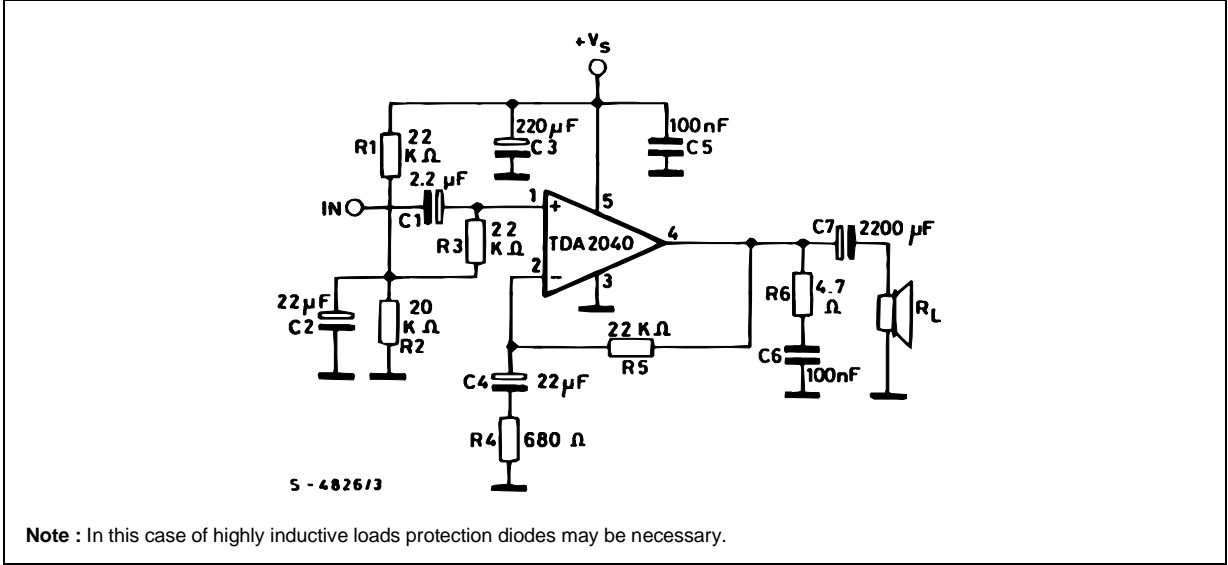 +VS
220µF
C3
100nF
C5
R1
22
KΩ
2.2 µF
IN
C1
1
+
5
R3
22
KΩ
TDA2040
4
C7
2200 µF
2
-
3
22µF
C2
20
KΩ
R2
R6
4.7
Ω
RL
22KΩ
R5
C6
100nF
C4
22µF
R4
680 Ω
S - 4826/3
Note : In this case of highly inductive loads protection diodes may be necessary.